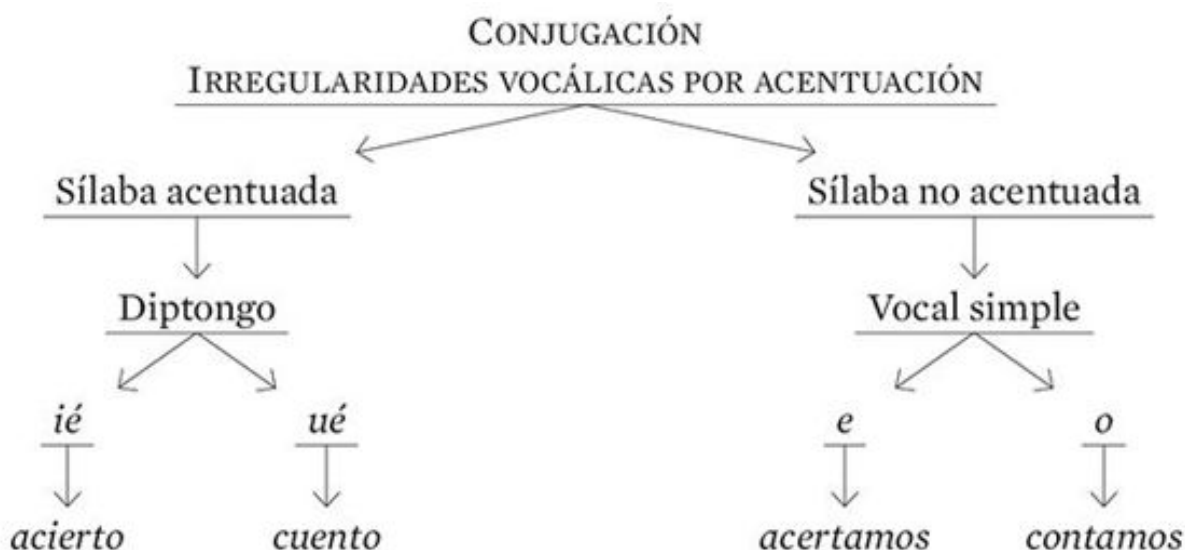 CONJUGACIÓN
IRREGULARIDADES VOCÁLICAS POR ACENTUACIÓN
Sílaba acentuada
Sílaba no acentuada
Diptongo
Vocal simple
ié
ué
e
o
acierto
cuento
acertamos
contamos